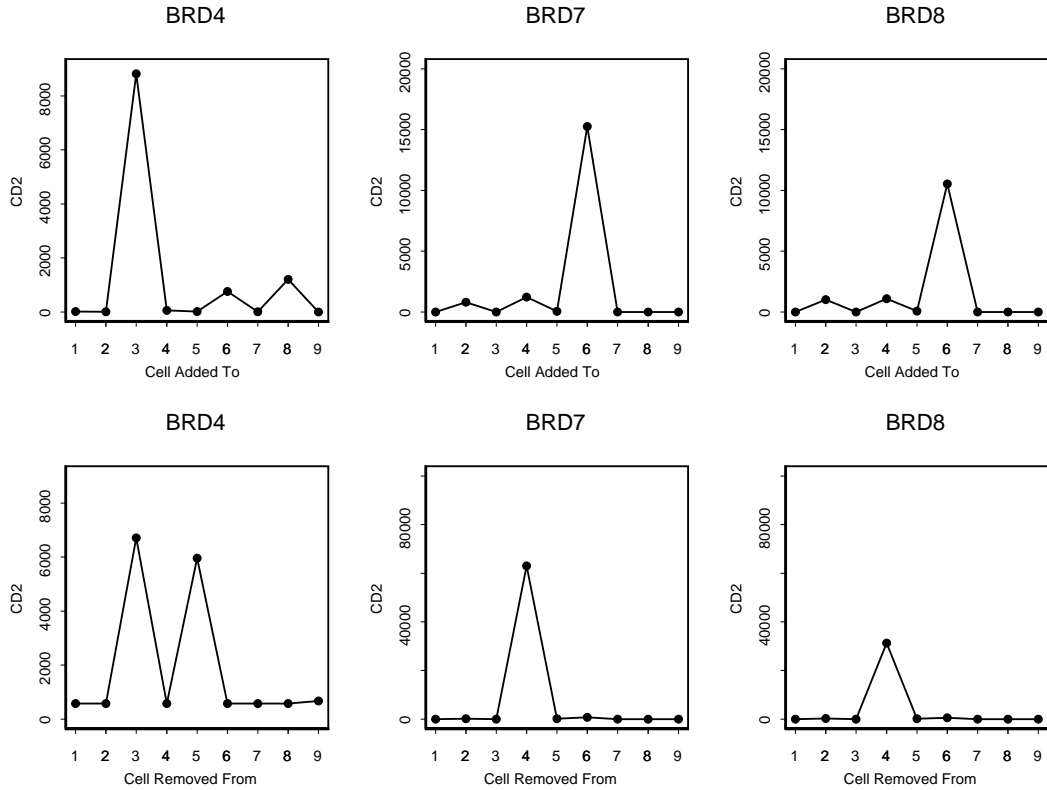 BRD4
CD2
0 2000 4000 6000 8000
1 2 3 4 5 6 7 8 9
Cell Added To
BRD7
CD2
0 5000 10000 15000 20000
1 2 3 4 5 6 7 8 9
Cell Added To
BRD8
CD2
0 5000 10000 15000 20000
1 2 3 4 5 6 7 8 9
Cell Added To
BRD4
CD2
0 2000 4000 6000 8000
1 2 3 4 5 6 7 8 9
Cell Removed From
BRD7
CD2
0 40000 80000
1 2 3 4 5 6 7 8 9
Cell Removed From
BRD8
CD2
0 40000 80000
1 2 3 4 5 6 7 8 9
Cell Removed From